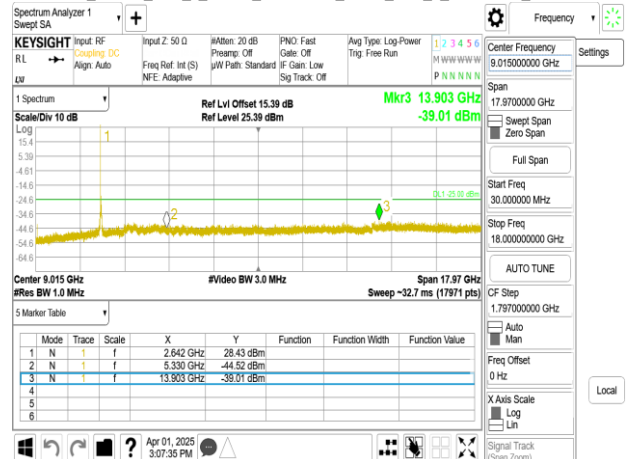 Spectrum Analyzer 1
Swept SA
Frequency
KEYSIGHT
RL
Input: RF
Coupling: DC
Align: Auto
Input Z: 50 Ω
Freq Ref: Int (S)
NFE: Adaptive
#Atten: 20 dB
Preamp: Off
µW Path: Standard
PNO: Fast
Gate: Off
IF Gain: Low
Sig Track: Off
Avg Type: Log-Power
Trig: Free Run
1 2 3 4 5 6
M W W W W W
P N N N N N
1 Spectrum
Scale/Div 10 dB
Ref Lvl Offset 15.39 dB
Ref Level 25.39 dBm
Mkr3 13.903 GHz
-39.01 dBm
Log
15.4
5.39
-4.61
-14.6
-24.6
-34.6
-44.6
-54.6
-64.6
1
2
3
DL1 -25.00 dBm
Center 9.015 GHz
#Res BW 1.0 MHz
#Video BW 3.0 MHz
Span 17.97 GHz
Sweep ~32.7 ms (17971 pts)
5 Marker Table
Mode Trace Scale X Y Function Function Width Function Value
1 N 1 f 2.642 GHz 28.43 dBm
2 N 1 f 5.330 GHz -44.52 dBm
3 N 1 f 13.903 GHz -39.01 dBm
4
5
6
Apr 01, 2025
3:07:35 PM
Center Frequency
9.015000000 GHz
Settings
Span
17.9700000 GHz
Swept Span
Zero Span
Full Span
Start Freq
30.000000 MHz
Stop Freq
18.000000000 GHz
AUTO TUNE
CF Step
1.797000000 GHz
Auto
Man
Freq Offset
0 Hz
Local
X Axis Scale
Log
Lin
Signal Track
(Span Zoom)